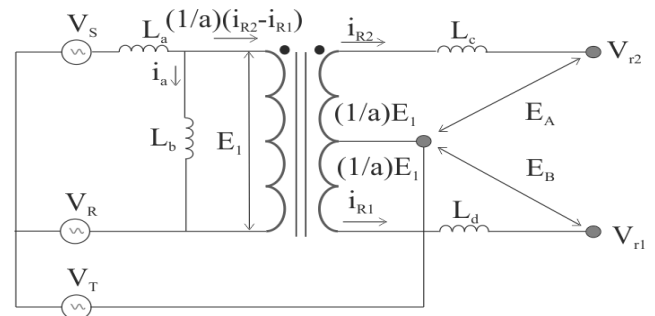 V_S L_a (1/a)(i_R2-i_R1) i_R2 L_c V_r2
i_a
L_b E_1 (1/a)E_1 E_A
(1/a)E_1 E_B
V_R i_R1 L_d V_r1
V_T